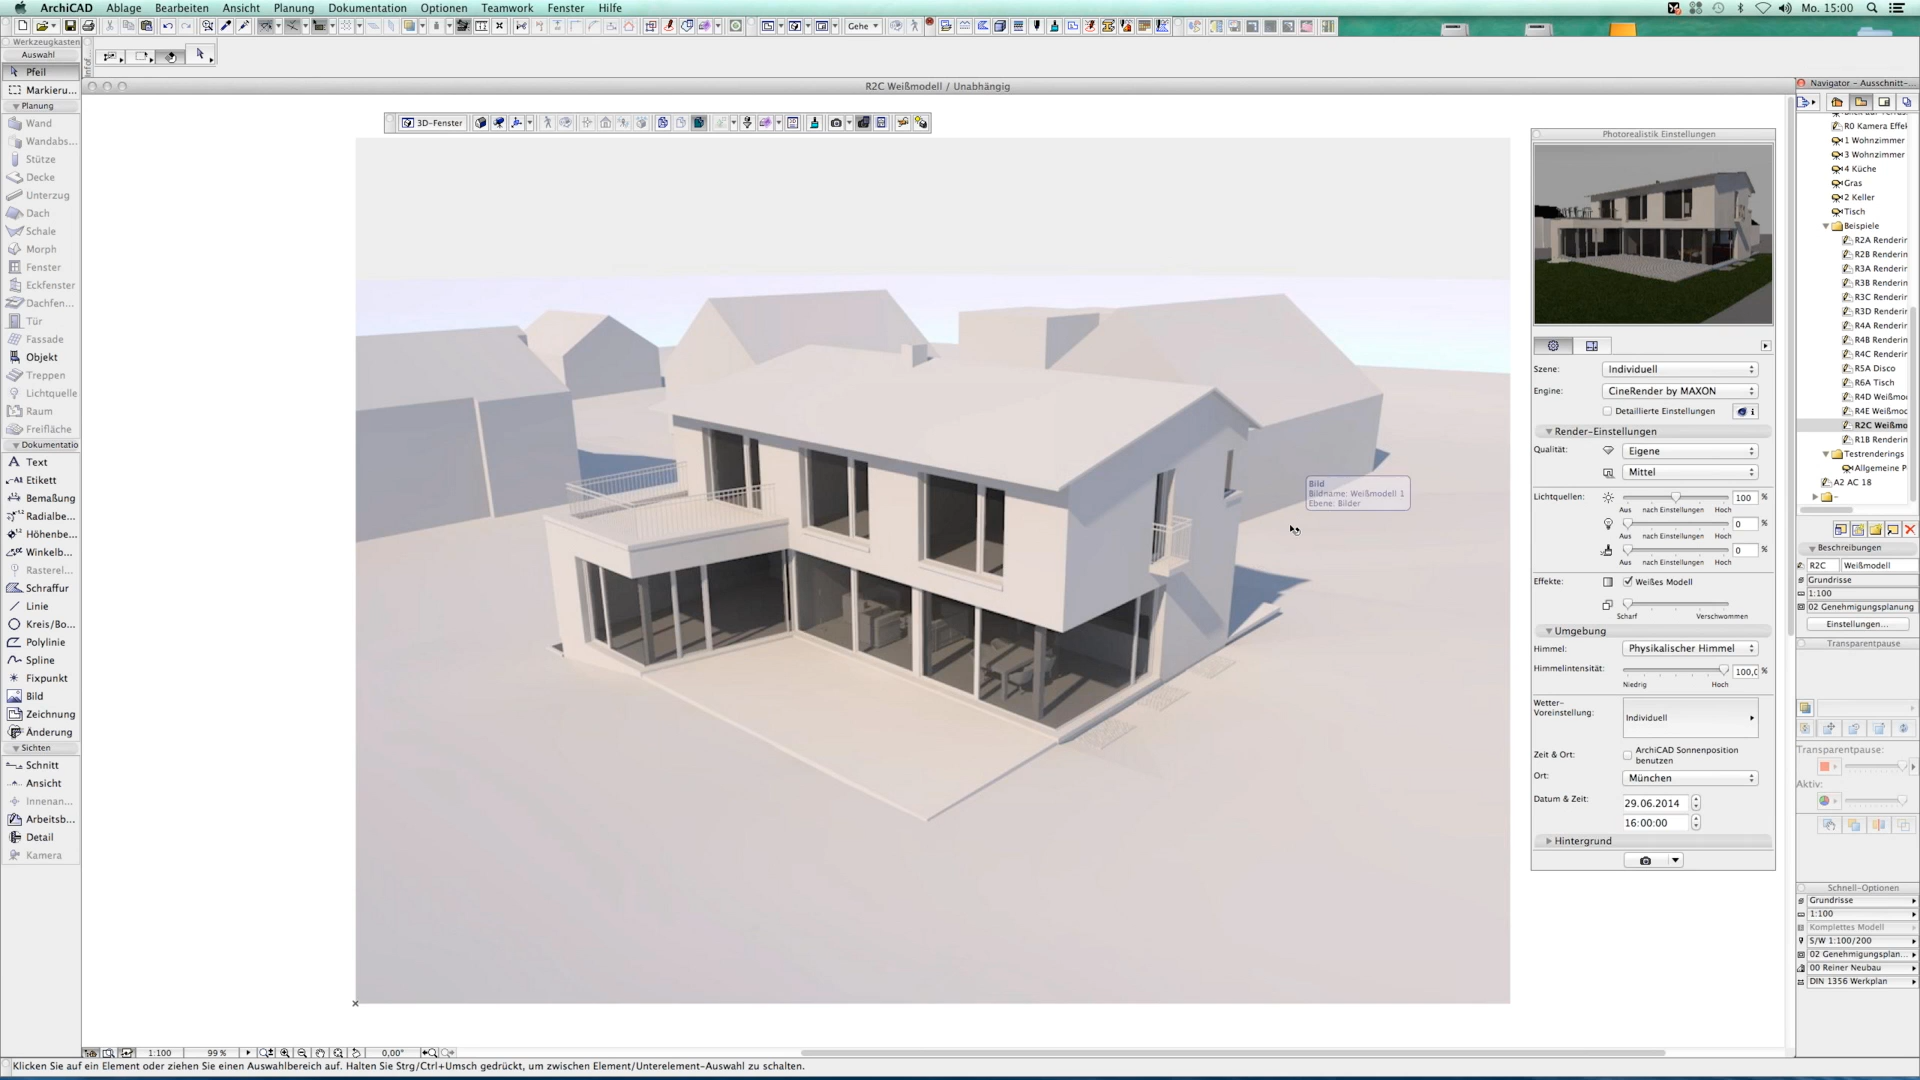 ArchiCAD Ablage Bearbeiten Ansicht Planung Dokumentation Optionen Teamwork Fenster Hilfe
Mo. 15:00
Gehe
Werkzeugkasten
Auswahl
Pfeil
Markieru...
Planung
Wand
Wandabs...
Stütze
Decke
Unterzug
Dach
Schale
Morph
Fenster
Eckfenster
Dachfen...
Tür
Fassade
Objekt
Treppen
Lichtquelle
Raum
Freifläche
Dokumentatio
Text
Etikett
Bemaßung
Radialbe...
Höhenbe...
Winkelb...
Rasterel...
Schraffur
Linie
Kreis/Bo...
Polylinie
Spline
Fixpunkt
Bild
Zeichnung
Änderung
Sichten
Schnitt
Ansicht
Innenan...
Arbeitsb...
Detail
Kamera
R2C Weißmodell / Unabhängig
3D-Fenster
Bild
Bildname: Weißmodell 1
Ebene: Bilder
Photorealistik Einstellungen
Szene: Individuell
Engine: CineRender by MAXON
Detaillierte Einstellungen
Render-Einstellungen
Qualität: Eigene
Mittel
Lichtquellen: 100 %
Aus nach Einstellungen Hoch
0 %
Aus nach Einstellungen Hoch
0 %
Aus nach Einstellungen Hoch
Effekte: Weißes Modell
Scharf Verschwommen
Umgebung
Himmel: Physikalischer Himmel
Himmelintensität: 100,0 %
Niedrig Hoch
Wetter-
Voreinstellung: Individuell
Zeit & Ort: ArchiCAD Sonnenposition
benutzen
Ort: München
Datum & Zeit: 29.06.2014
16:00:00
Hintergrund
Navigator - Ausschnitt-...
R0 Kamera Effek
1 Wohnzimmer
3 Wohnzimmer
4 Küche
Gras
2 Keller
Tisch
Beispiele
R2A Renderin
R2B Renderin
R3A Renderin
R3B Renderin
R3C Renderin
R3D Renderin
R4A Renderin
R4B Renderin
R4C Renderin
R5A Disco
R6A Tisch
R4D Weißmo
R4E Weißmo
R2C Weißmo
R1B Renderin
Testrenderings
Allgemeine P
A2 AC 18
Beschreibungen
R2C Weißmodell
Grundrisse
1:100
02 Genehmigungsplanung
Einstellungen...
Transparentpause
Transparentpause:
Aktiv:
Schnell-Optionen
Grundrisse
1:100
Komplettes Modell
S/W 1:100/200
02 Genehmigungsplan...
00 Reiner Neubau
DIN 1356 Werkplan
1:100 99 % 0,00°
Klicken Sie auf ein Element oder ziehen Sie einen Auswahlbereich auf. Halten Sie Strg/Ctrl+Umsch gedrückt, um zwischen Element/Unterelement-Auswahl zu schalten.